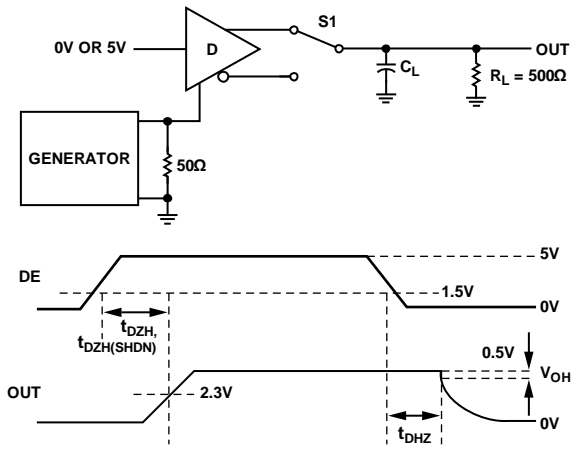 S1
0V OR 5V
D
OUT
C_L
R_L = 500Ω
GENERATOR
50Ω
5V
DE
1.5V
0V
t_DZH,
t_DZH(SHDN)
0.5V
V_OH
OUT
2.3V
0V
t_DHZ